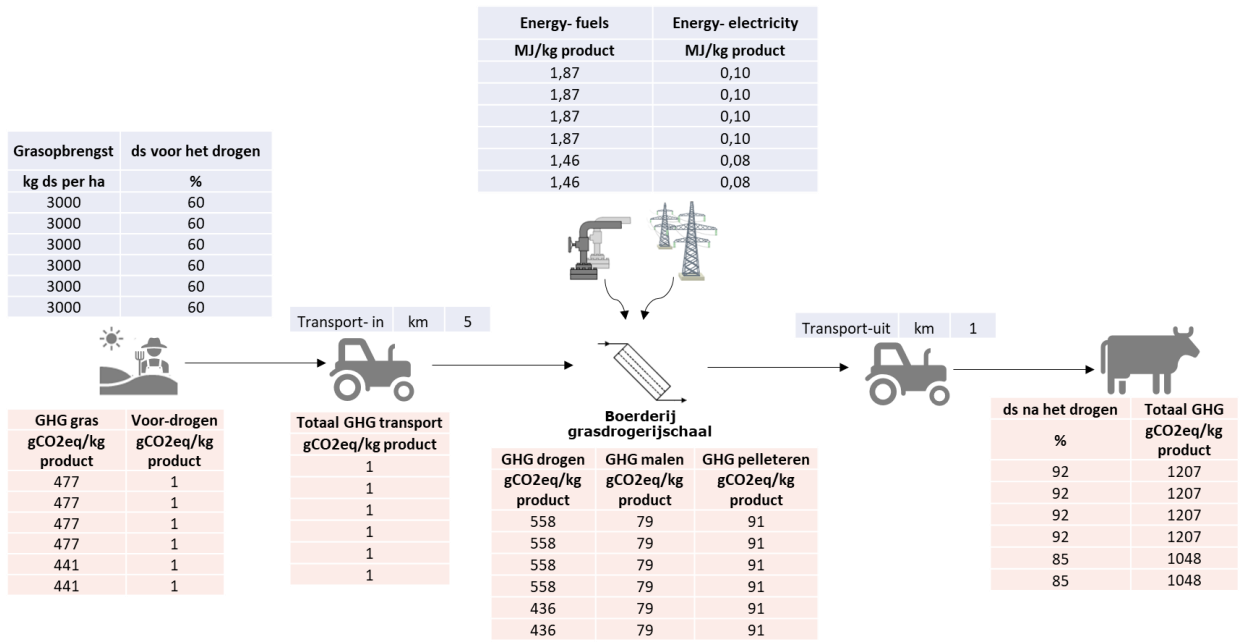 Energy- fuels Energy- electricity
MJ/kg product MJ/kg product
1,87 0,10
1,87 0,10
1,87 0,10
1,87 0,10
1,46 0,08
1,46 0,08
Grasopbrengst ds voor het drogen
kg ds per ha %
3000 60
3000 60
3000 60
3000 60
3000 60
3000 60
Transport- in km 5
Transport-uit km 1
Boerderij
grasdrogerijschaal
GHG gras Voor-drogen
gCO2eq/kg gCO2eq/kg
product product
477 1
477 1
477 1
477 1
441 1
441 1
Totaal GHG transport
gCO2eq/kg product
1
1
1
1
1
1
GHG drogen GHG malen GHG pelleteren
gCO2eq/kg gCO2eq/kg gCO2eq/kg
product product product
558 79 91
558 79 91
558 79 91
558 79 91
436 79 91
436 79 91
ds na het drogen Totaal GHG
% gCO2eq/kg
product
92 1207
92 1207
92 1207
92 1207
85 1048
85 1048